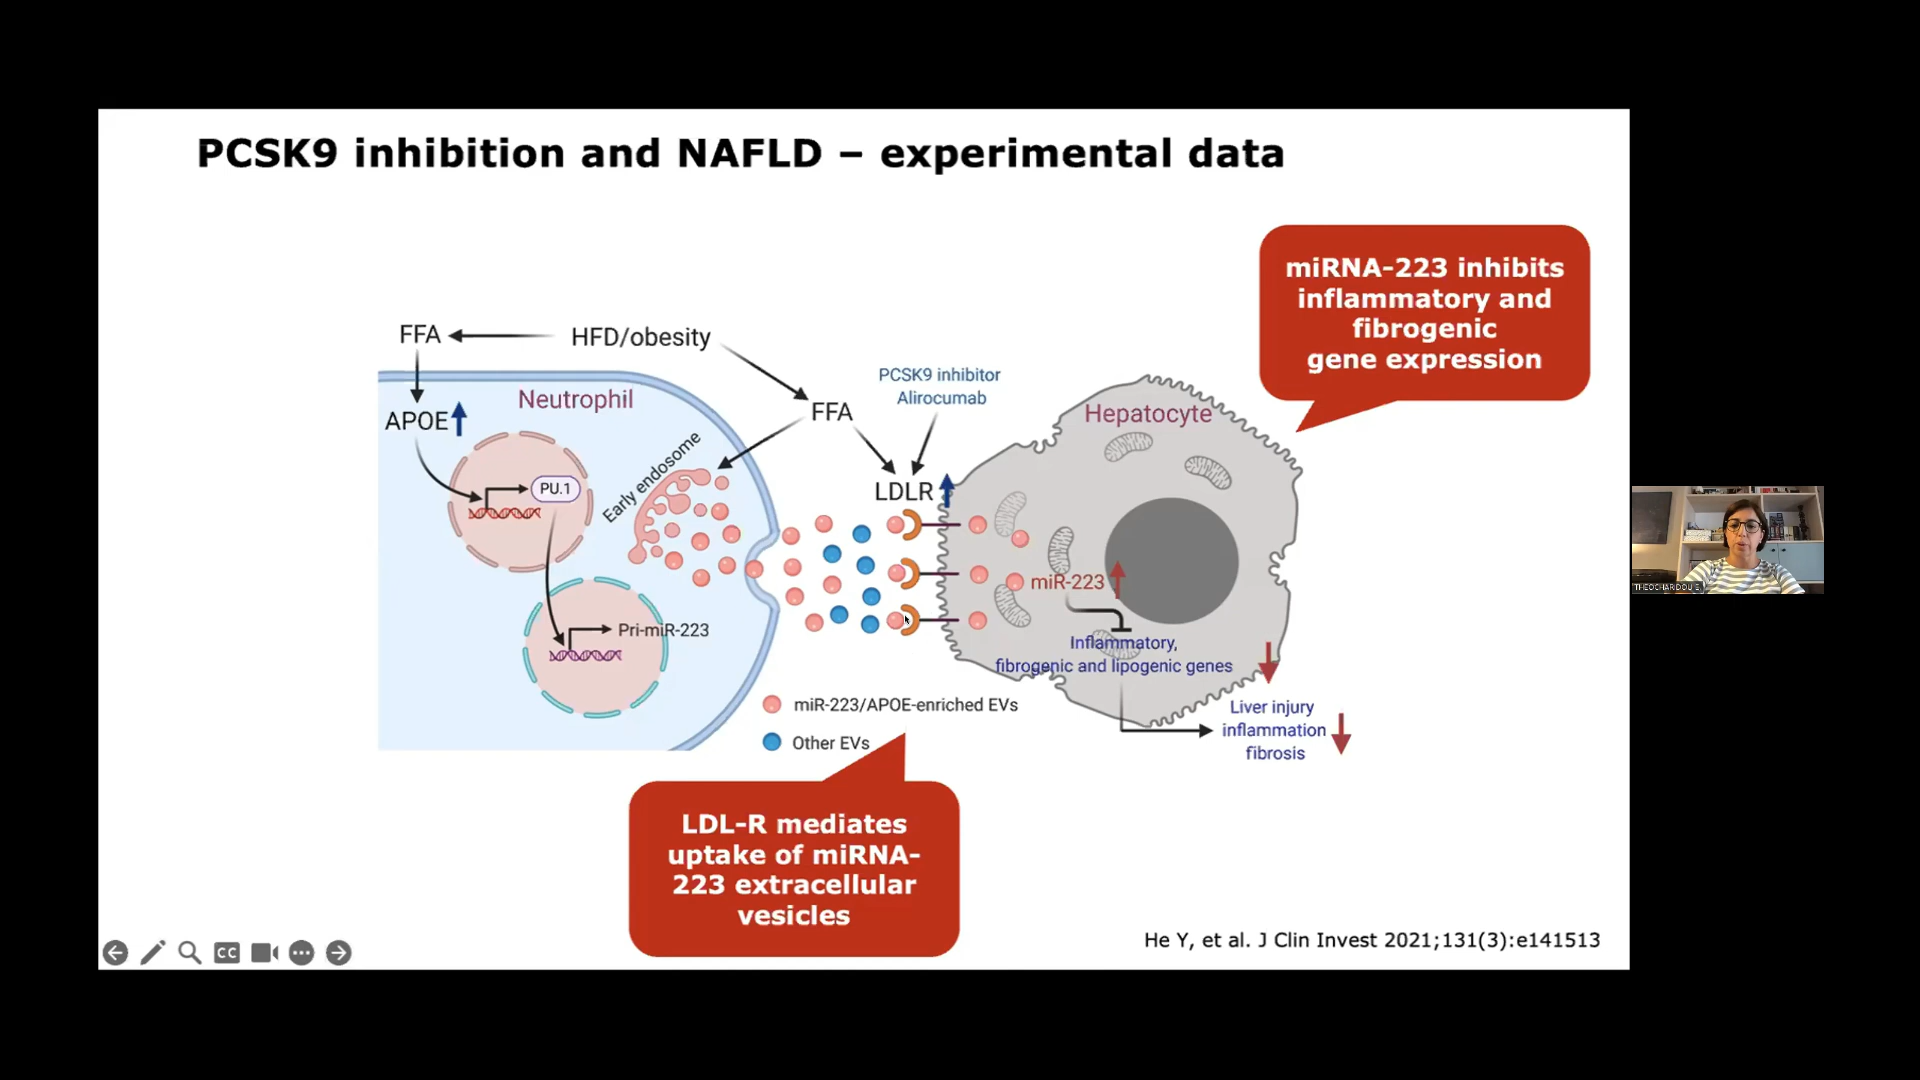 PCSK9 inhibition and NAFLD – experimental data
miRNA-223 inhibits
inflammatory and
fibrogenic
gene expression
FFA
HFD/obesity
PCSK9 inhibitor
Alirocumab
Neutrophil
APOE
FFA
Hepatocyte
Early endosome
PU.1
LDLR
miR-223
Pri-miR-223
Inflammatory,
fibrogenic and lipogenic genes
miR-223/APOE-enriched EVs
Other EVs
Liver injury
inflammation
fibrosis
LDL-R mediates
uptake of miRNA-
223 extracellular
vesicles
He Y, et al. J Clin Invest 2021;131(3):e141513
CC
THEOCHARIDOU E.